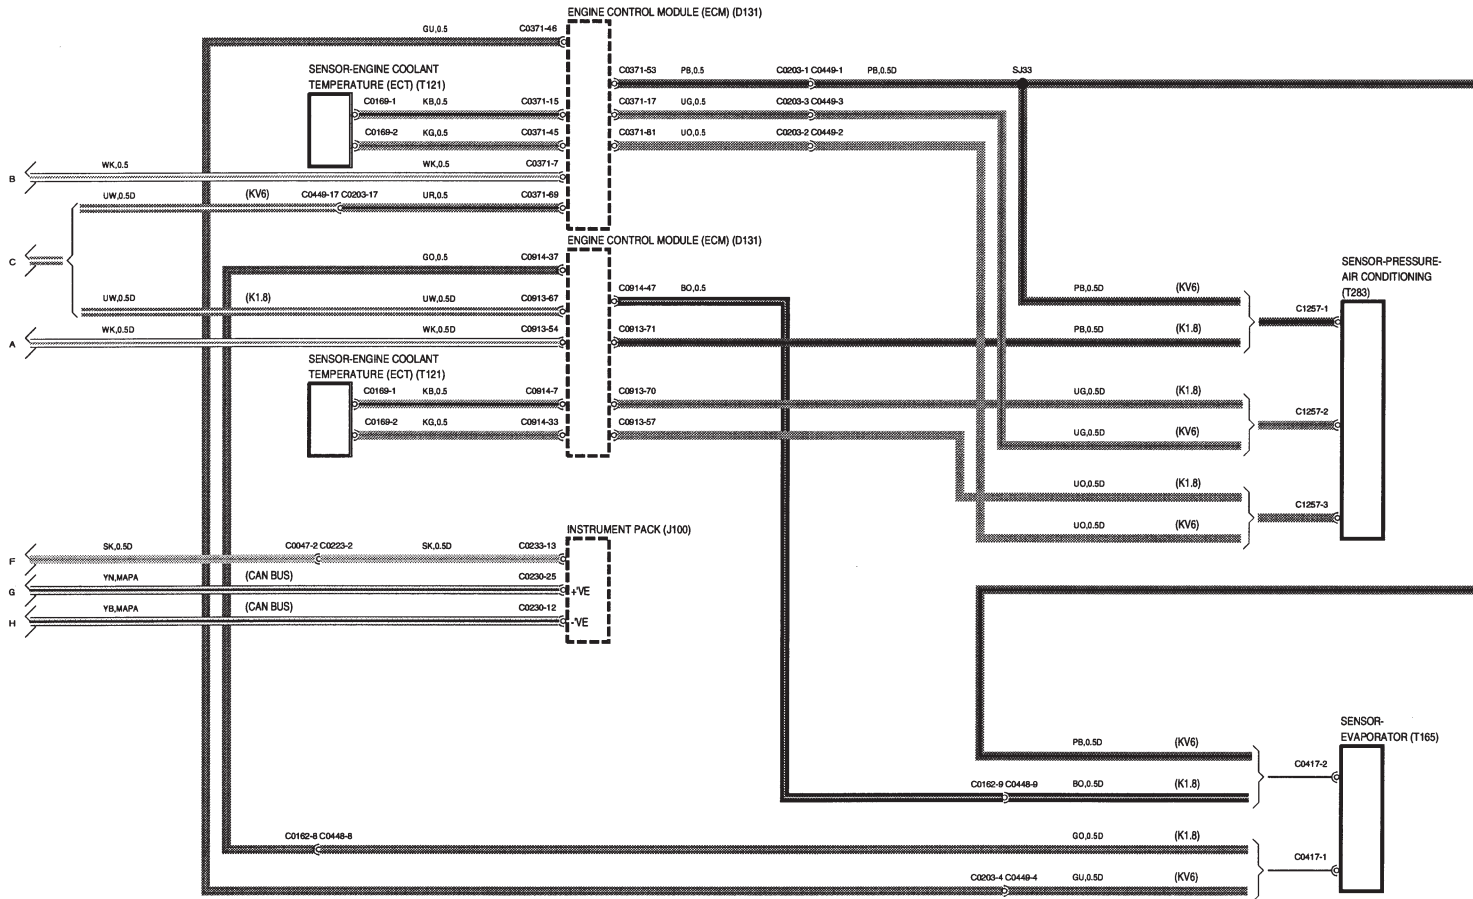 ENGINE CONTROL MODULE (ECM) (D131)
GU,0.5 C0371-46
SENSOR-ENGINE COOLANT
TEMPERATURE (ECT) (T121)
C0371-53 PB,0.5 C0203-1 C0449-1 PB,0.5D SJ33
C0169-1 KB,0.5 C0371-15
C0371-17 UG,0.5 C0203-3 C0449-3
C0169-2 KG,0.5 C0371-45
C0371-81 UO,0.5 C0203-2 C0449-2
B WK,0.5 WK,0.5 C0371-7
UW,0.5D (KV6) C0449-17 C0203-17 UR,0.5 C0371-69
ENGINE CONTROL MODULE (ECM) (D131)
C
GO,0.5 C0914-37
SENSOR-PRESSURE-
AIR CONDITIONING
(T283)
C0914-47 BO,0.5
PB,0.5D (KV6)
UW,0.5D (K1.8) UW,0.5D C0913-67
C1257-1
A WK,0.5D WK,0.5D C0913-54
C0913-71 PB,0.5D (K1.8)
SENSOR-ENGINE COOLANT
TEMPERATURE (ECT) (T121)
C0169-1 KB,0.5 C0914-7
C0913-70 UG,0.5D (K1.8)
C1257-2
C0169-2 KG,0.5 C0914-33
C0913-57 UG,0.5D (KV6)
UO,0.5D (K1.8)
C1257-3
UO,0.5D (KV6)
INSTRUMENT PACK (J100)
F SK,0.5D C0047-2 C0223-2 SK,0.5D C0233-13
G YN,MAPA (CAN BUS) C0230-25
+'VE
H YB,MAPA (CAN BUS) C0230-12
-'VE
SENSOR-
EVAPORATOR (T165)
PB,0.5D (KV6)
C0417-2
C0162-9 C0448-9 BO,0.5D (K1.8)
C0162-8 C0448-8 GO,0.5D (K1.8)
C0417-1
C0203-4 C0449-4 GU,0.5D (KV6)